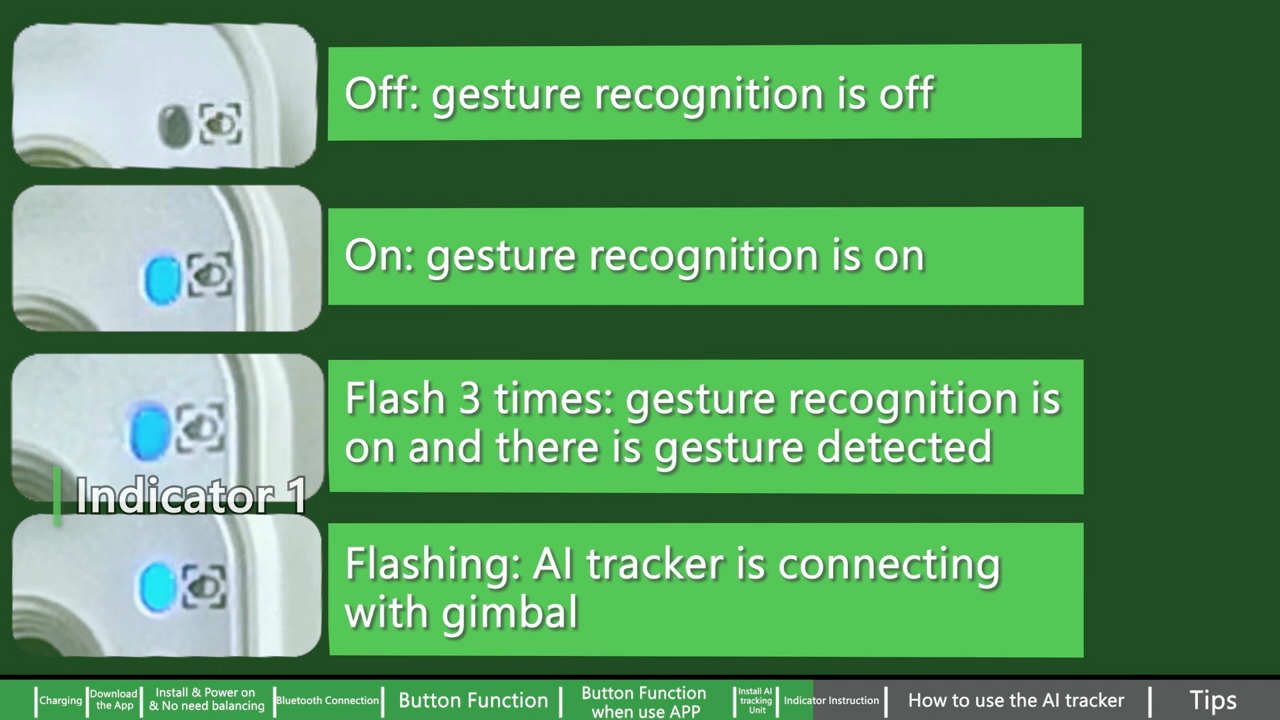 Off: gesture recognition is off
On: gesture recognition is on
Flash 3 times: gesture recognition is
on and there is gesture detected
Indicator 1
Flashing: AI tracker is connecting
with gimbal
Charging
Download
the App
Install & Power on
& No need balancing
Bluetooth Connection
Button Function
Button Function
when use APP
Install AI
tracking
Unit
Indicator Instruction
How to use the AI tracker
Tips